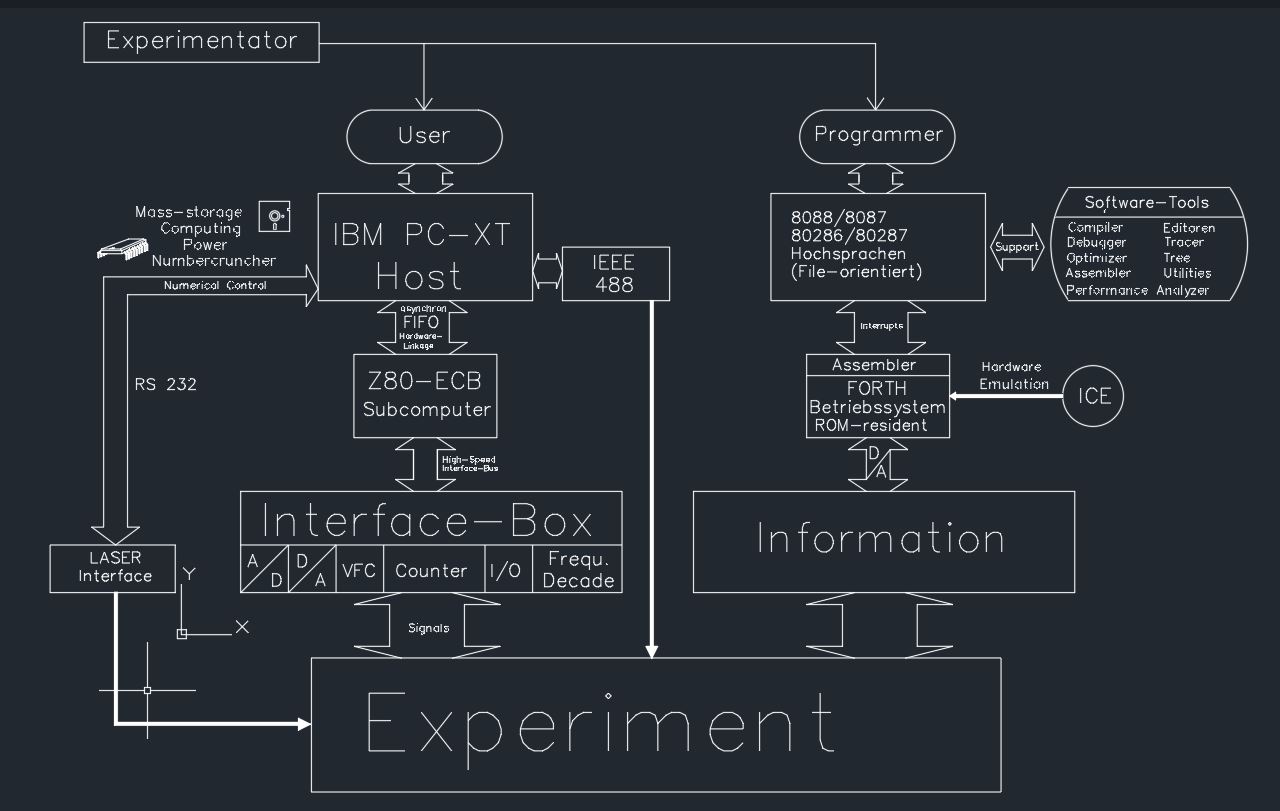 Experimentator
User
Programmer
Mass-storage
Computing
Power
Numbercruncher
IBM PC-XT
Host
IEEE
488
8088/8087
80286/80287
Hochsprachen
(File-orientiert)
Support
Software-Tools
Compiler Editoren
Debugger Tracer
Optimizer Tree
Assembler Utilities
Performance Analyzer
Numerical Control
asynchron
FIFO
Hardware-
Linkage
Interrupts
RS 232
Z80-ECB
Subcomputer
Assembler
FORTH
Betriebssystem
ROM-resident
Hardware
Emulation
ICE
High-Speed
Interface-Bus
D/A
Interface-Box
A/D D/A VFC Counter I/O Frequ.
Decade
Information
LASER
Interface
Y
X
Signals
Experiment